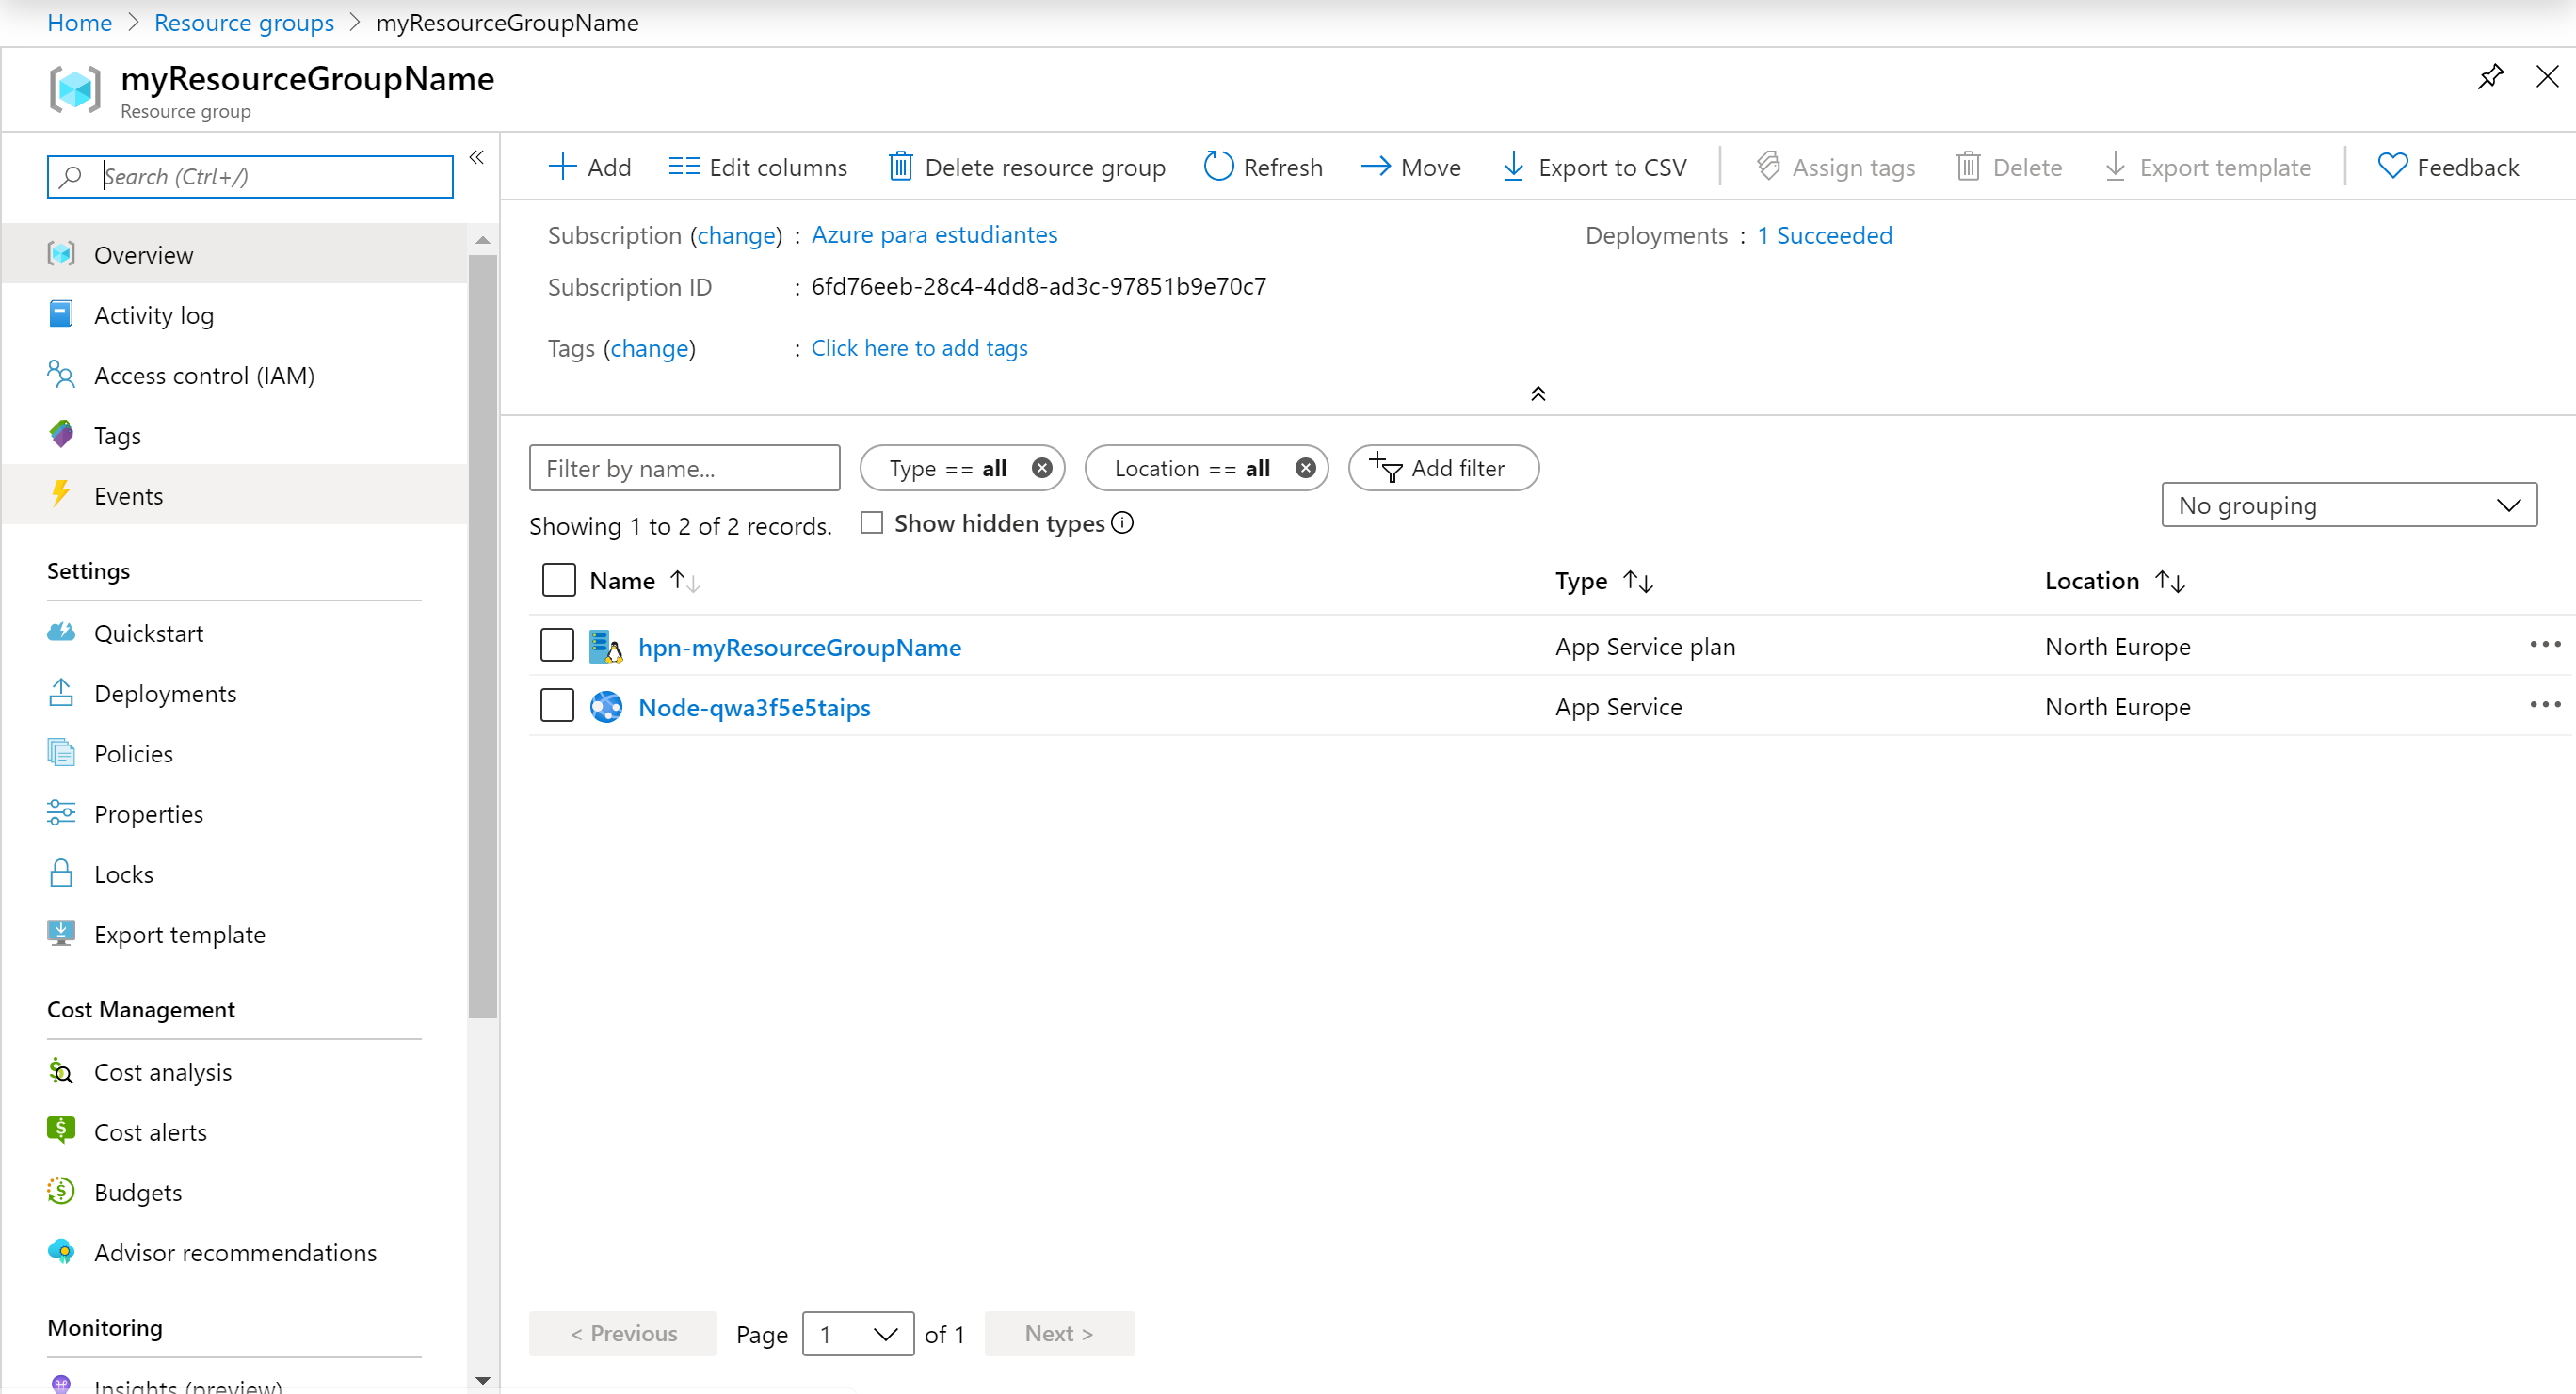 Home > Resource groups > myResourceGroupName
myResourceGroupName
Resource group
Search (Ctrl+/)
Overview
Activity log
Access control (IAM)
Tags
Events
Settings
Quickstart
Deployments
Policies
Properties
Locks
Export template
Cost Management
Cost analysis
Cost alerts
Budgets
Advisor recommendations
Monitoring
Insights (preview)
Add Edit columns Delete resource group Refresh Move Export to CSV Assign tags Delete Export template Feedback
Subscription (change) : Azure para estudiantes Deployments : 1 Succeeded
Subscription ID : 6fd76eeb-28c4-4dd8-ad3c-97851b9e70c7
Tags (change) : Click here to add tags
Filter by name... Type == all Location == all Add filter
No grouping
Showing 1 to 2 of 2 records. Show hidden types
Name Type Location
hpn-myResourceGroupName App Service plan North Europe
Node-qwa3f5e5taips App Service North Europe
< Previous Page 1 of 1 Next >